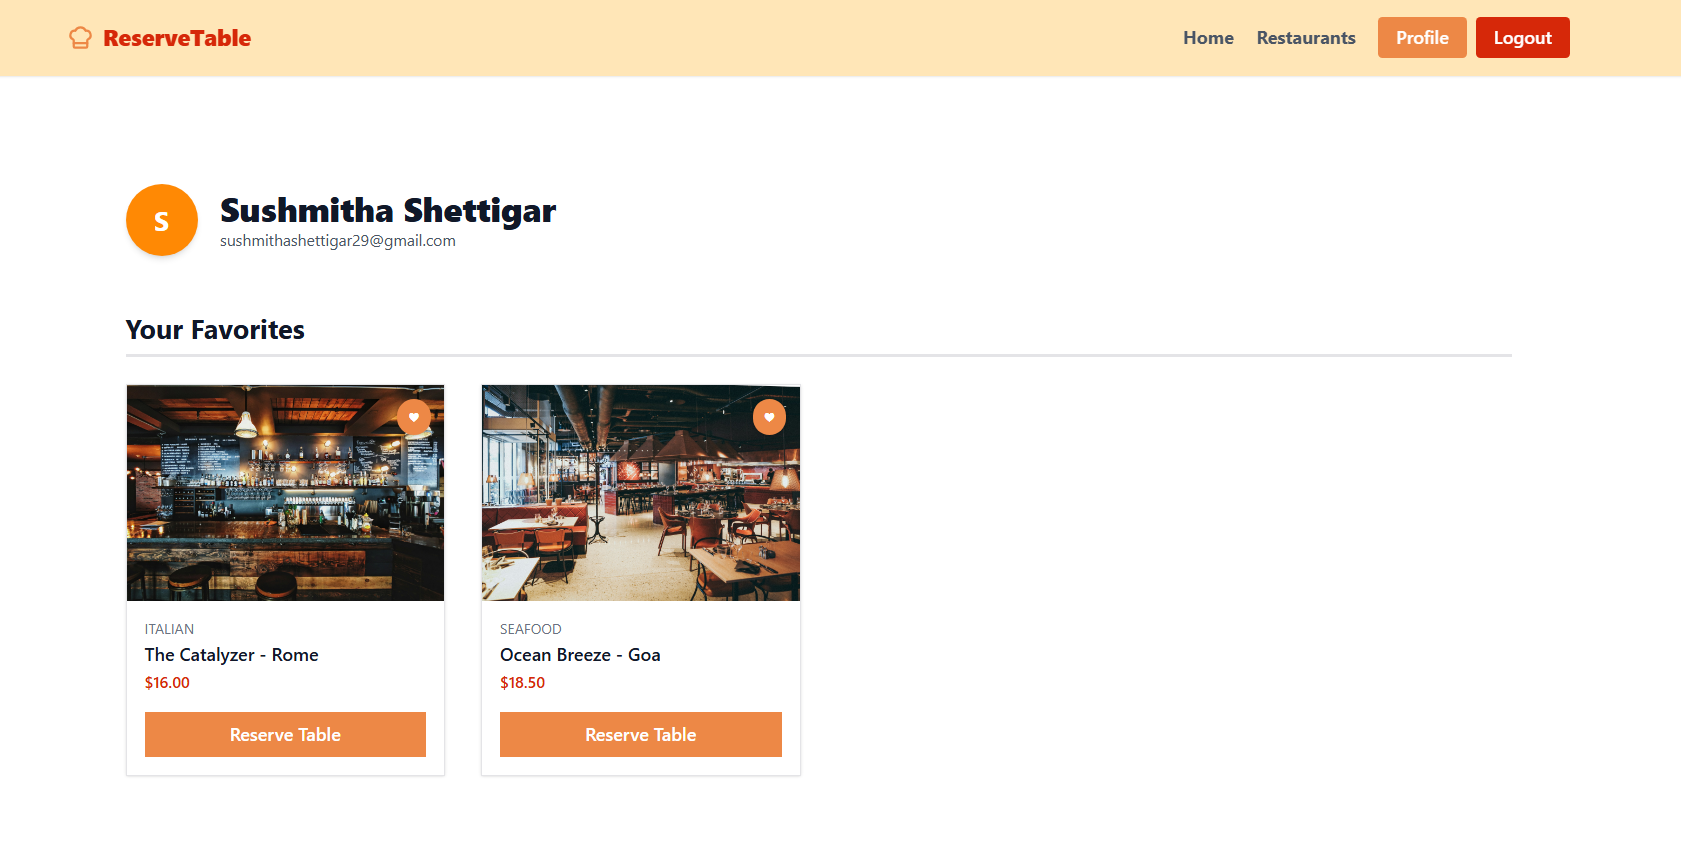 ReserveTable
Home Restaurants Profile Logout
S
Sushmitha Shettigar
sushmithashettigar29@gmail.com
Your Favorites
ITALIAN
The Catalyzer - Rome
$16.00
Reserve Table
SEAFOOD
Ocean Breeze - Goa
$18.50
Reserve Table